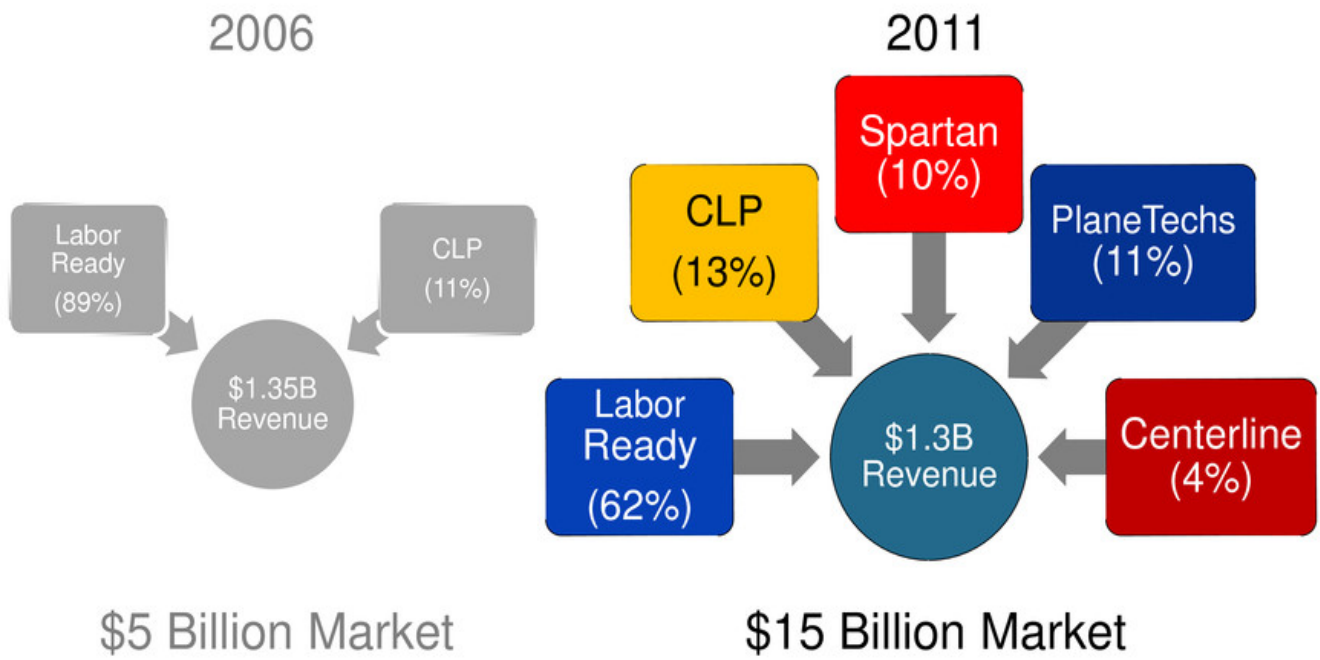 2006
Labor
Ready
(89%)
CLP
(11%)
$1.35B
Revenue
$5 Billion Market
2011
Spartan
(10%)
CLP
(13%)
PlaneTechs
(11%)
Labor
Ready
(62%)
$1.3B
Revenue
Centerline
(4%)
$15 Billion Market